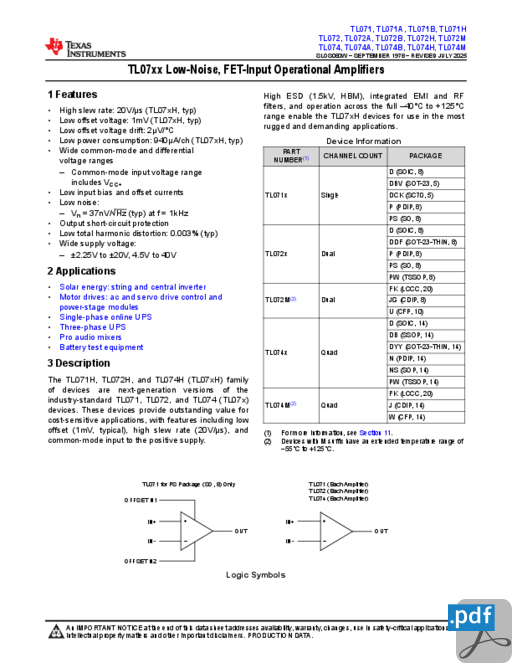 TEXAS
INSTRUMENTS
TL071, TL071A, TL071B, TL071H
TL072, TL072A, TL072B, TL072H, TL072M
TL074, TL074A, TL074B, TL074H, TL074M
SLOS080W – SEPTEMBER 1978 – REVISED JULY 2025
TL07xx Low-Noise, FET-Input Operational Amplifiers
1 Features
• High slew rate: 20V/μs (TL07xH, typ)
• Low offset voltage: 1mV (TL07xH, typ)
• Low offset voltage drift: 2μV/°C
• Low power consumption: 940μA/ch (TL07xH, typ)
• Wide common-mode and differential
voltage ranges
– Common-mode input voltage range
includes VCC+
• Low input bias and offset currents
• Low noise:
– Vn = 37nV/√Hz (typ) at f = 1kHz
• Output short-circuit protection
• Low total harmonic distortion: 0.003% (typ)
• Wide supply voltage:
– ±2.25V to ±20V, 4.5V to 40V
2 Applications
• Solar energy: string and central inverter
• Motor drives: ac and servo drive control and
power-stage modules
• Single-phase online UPS
• Three-phase UPS
• Pro audio mixers
• Battery test equipment
3 Description
The TL071H, TL072H, and TL074H (TL07xH) family
of devices are next-generation versions of the
industry-standard TL071, TL072, and TL074 (TL07x)
devices. These devices provide outstanding value for
cost-sensitive applications, with features including low
offset (1mV, typical), high slew rate (20V/μs), and
common-mode input to the positive supply.
High ESD (1.5kV, HBM), integrated EMI and RF
filters, and operation across the full –40°C to +125°C
range enable the TL07xH devices for use in the most
rugged and demanding applications.
Device Information
PART NUMBER(1) CHANNEL COUNT PACKAGE
TL071x Single
D (SOIC, 8)
DBV (SOT-23, 5)
DCK (SC70, 5)
P (PDIP, 8)
PS (SO, 8)
TL072x Dual
D (SOIC, 8)
DDF (SOT-23-THIN, 8)
P (PDIP, 8)
PS (SO, 8)
PW (TSSOP, 8)
TL072M(2) Dual
FK (LCCC, 20)
JG (CDIP, 8)
U (CFP, 10)
TL074x Quad
D (SOIC, 14)
DB (SSOP, 14)
DYY (SOT-23-THIN, 14)
N (PDIP, 14)
NS (SOP, 14)
PW (TSSOP, 14)
TL074M(2) Quad
FK (LCCC, 20)
J (CDIP, 14)
W (CFP, 14)
(1) For more information, see Section 11.
(2) Devices with M suffix have an extended temperature range of
–55°C to +125°C.
TL071 for PS Package (SO, 8) Only
OFFSET N1
IN+
IN–
OFFSET N2
+
–
OUT
TL071 (Each Amplifier)
TL072 (Each Amplifier)
TL074 (Each Amplifier)
IN+
IN–
+
–
OUT
Logic Symbols
An IMPORTANT NOTICE at the end of this data sheet addresses availability, warranty, changes, use in safety-critical applications
intellectual property matters and other important disclaimers. PRODUCTION DATA.
.pdf